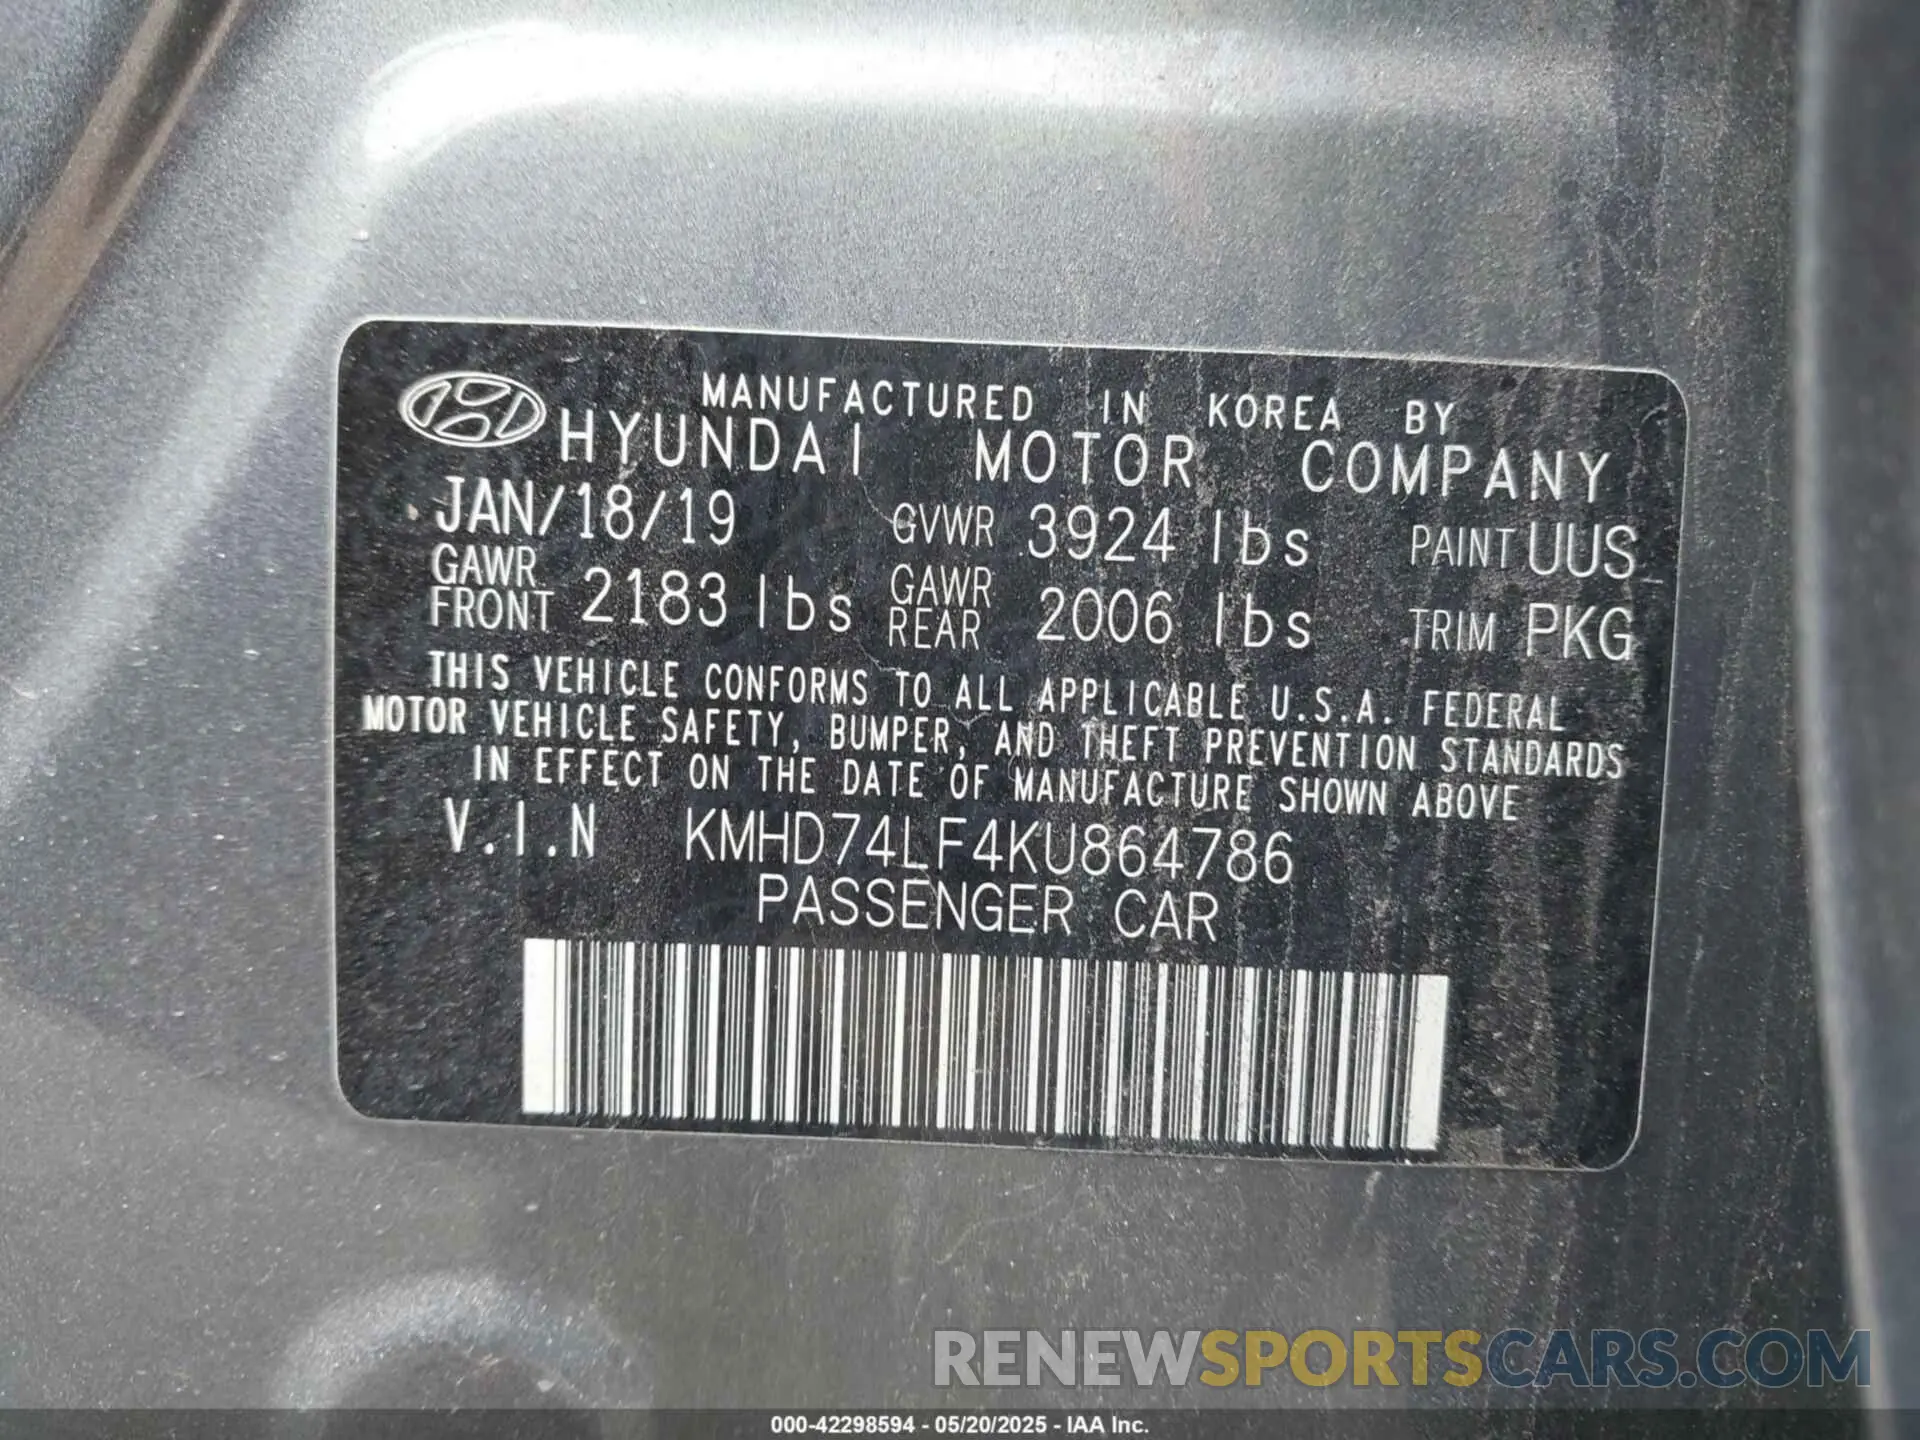 MANUFACTURED IN KOREA BY
HYUNDAI MOTOR COMPANY
JAN/18/19 GVWR 3924 lbs PAINT UUS
GAWR FRONT 2183 lbs GAWR REAR 2006 lbs TRIM PKG
THIS VEHICLE CONFORMS TO ALL APPLICABLE U.S.A. FEDERAL
MOTOR VEHICLE SAFETY, BUMPER, AND THEFT PREVENTION STANDARDS
IN EFFECT ON THE DATE OF MANUFACTURE SHOWN ABOVE
V.I.N KMHD74LF4KU864786
PASSENGER CAR
RENEWSPORTSCARS.COM
000-42298594 - 05/20/2025 - IAA Inc.